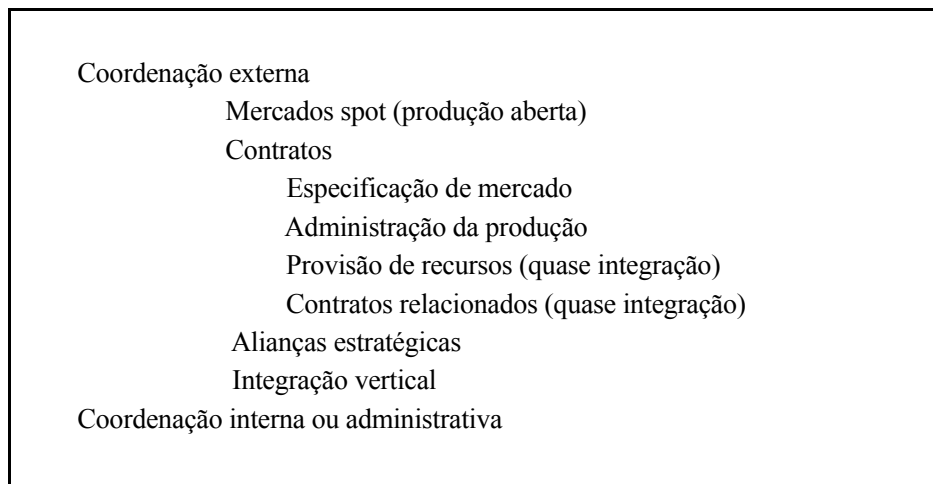 Coordenação externa
Mercados spot (produção aberta)
Contratos
Especificação de mercado
Administração da produção
Provisão de recursos (quase integração)
Contratos relacionados (quase integração)
Alianças estratégicas
Integração vertical
Coordenação interna ou administrativa